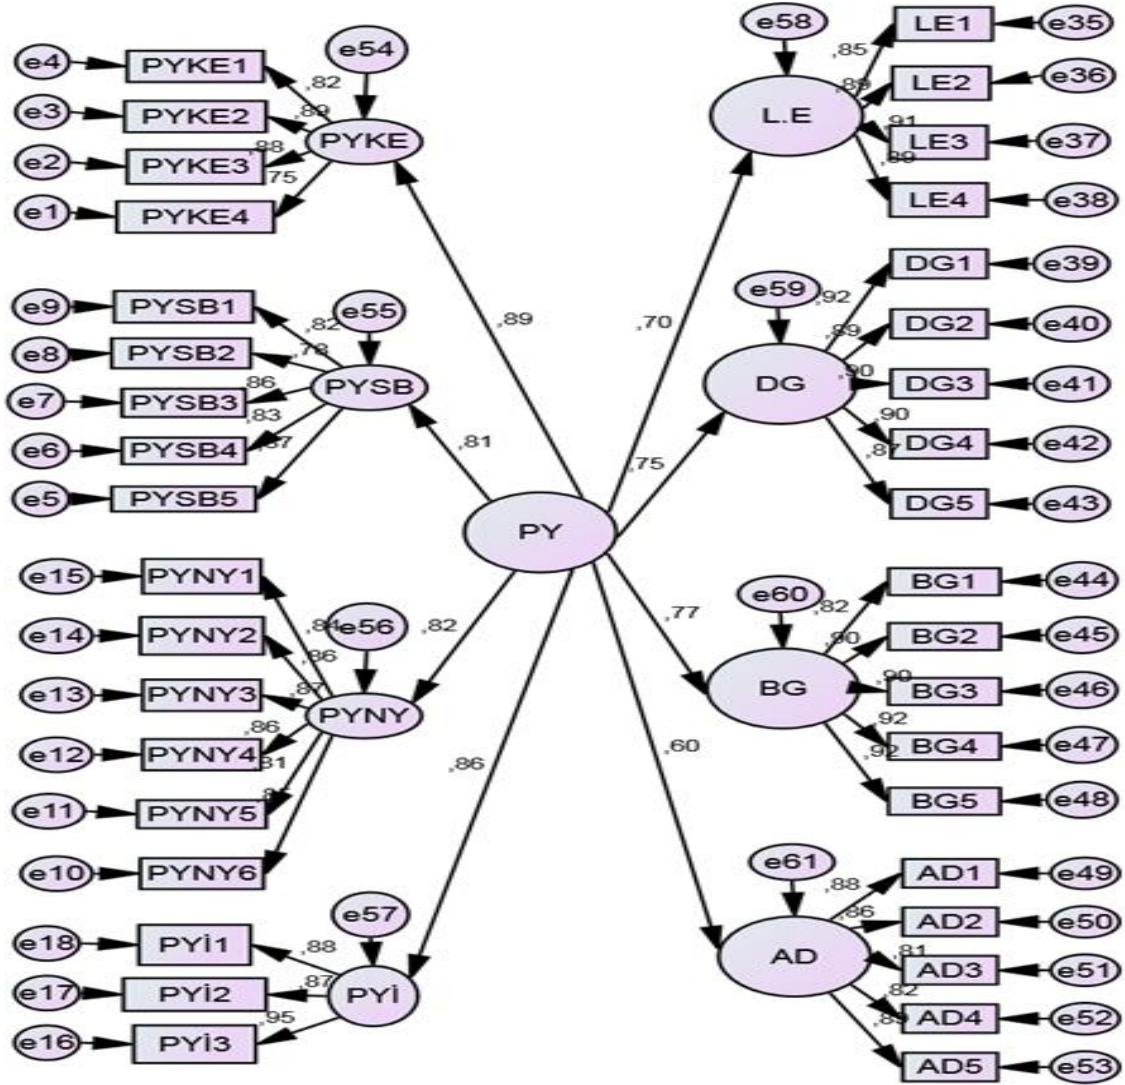 e4 PYKE1 ,82 e54
e3 PYKE2 ,89 PYKE
e2 PYKE3 ,88
e1 PYKE4 75
e9 PYSB1 ,82 e55
e8 PYSB2 ,78
e7 PYSB3 ,86 PYSB
e6 PYSB4 ,83
e5 PYSB5
e15 PYNY1
e14 PYNY2 e56
,86
e13 PYNY3 ,87 PYNY
e12 PYNY4 ,86
,81
e11 PYNY5
e10 PYNY6
e57
e18 PYİ1 ,88
e17 PYİ2 ,87 PYİ
e16 PYİ3 ,95
,89
,81
,82
,86
PY
,70
,75
,77
,60
e58 ,85 LE1 e35
L.E ,89 LE2 e36
,91 LE3 e37
,89 LE4 e38
e59 ,92 DG1 e39
,89 DG2 e40
DG ,90 DG3 e41
,90 DG4 e42
,87 DG5 e43
e60 ,82 BG1 e44
,90 BG2 e45
BG ,90 BG3 e46
,92 BG4 e47
,92 BG5 e48
e61 ,88 AD1 e49
,86 AD2 e50
AD ,81 AD3 e51
,82 AD4 e52
AD5 e53